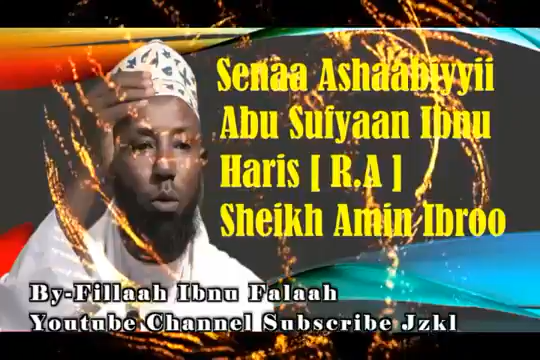 Senaa Ashaabiyyii
Abu Sufyaan Ibnu
Haris [ R.A ]
Sheikh Amin Ibroo
By-Fillaah Ibnu Falaah
Youtube Channel Subscribe Jzkl